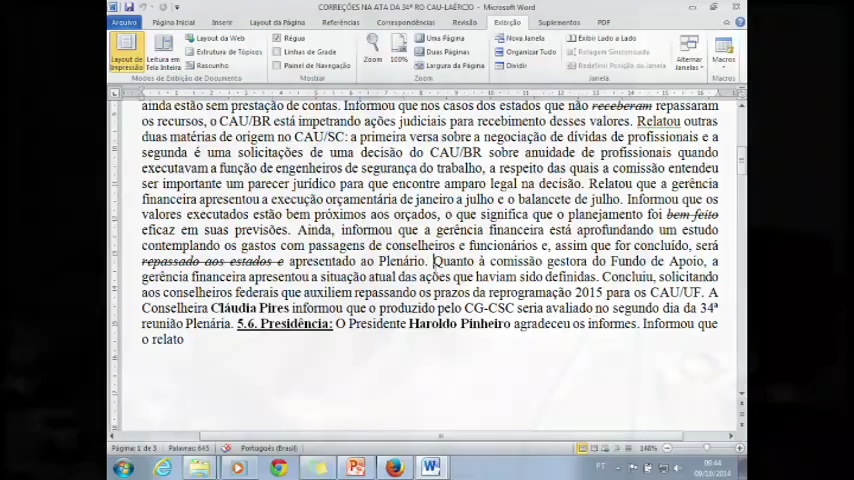 CORREÇÕES NA ATA DA 34ª RO-CAU-LAÉRCIO - Microsoft Word
Arquivo Página Inicial Inserir Layout da Página Referências Correspondências Revisão Exibição Suplementos PDF
Layout de Impressão
Leitura em Tela Inteira
Layout da Web
Estrutura de Tópicos
Rascunho
Modos de Exibição de Documento
Régua
Linhas de Grade
Painel de Navegação
Mostrar
Zoom
100%
Uma Página
Duas Páginas
Largura da Página
Zoom
Nova Janela
Organizar Tudo
Dividir
Exibir Lado a Lado
Rolagem Sincronizada
Redefinir Posição da Janela
Janela
Alternar Janelas
Macros
Macros
ainda estão sem prestação de contas. Informou que nos casos dos estados que não receberam repassaram
os recursos, o CAU/BR está impetrando ações judiciais para recebimento desses valores. Relatou outras
duas matérias de origem no CAU/SC: a primeira versa sobre a negociação de dívidas de profissionais e a
segunda é uma solicitações de uma decisão do CAU/BR sobre anuidade de profissionais quando
executavam a função de engenheiros de segurança do trabalho, a respeito das quais a comissão entendeu
ser importante um parecer jurídico para que encontre amparo legal na decisão. Relatou que a gerência
financeira apresentou a execução orçamentária de janeiro a julho e o balancete de julho. Informou que os
valores executados estão bem próximos aos orçados, o que significa que o planejamento foi bem feito
eficaz em suas previsões. Ainda, informou que a gerência financeira está aprofundando um estudo
contemplando os gastos com passagens de conselheiros e funcionários e, assim que for concluído, será
repassado aos estados e apresentado ao Plenário. Quanto à comissão gestora do Fundo de Apoio, a
gerência financeira apresentou a situação atual das ações que haviam sido definidas. Concluiu, solicitando
aos conselheiros federais que auxiliem repassando os prazos da reprogramação 2015 para os CAU/UF. A
Conselheira Cláudia Pires informou que o produzido pelo CG-CSC seria avaliado no segundo dia da 34ª
reunião Plenária. 5.6. Presidência: O Presidente Haroldo Pinheiro agradeceu os informes. Informou que
o relato
Página: 1 de 3 Palavras: 645 Português (Brasil) 148%
PT 09:44
09/10/2014